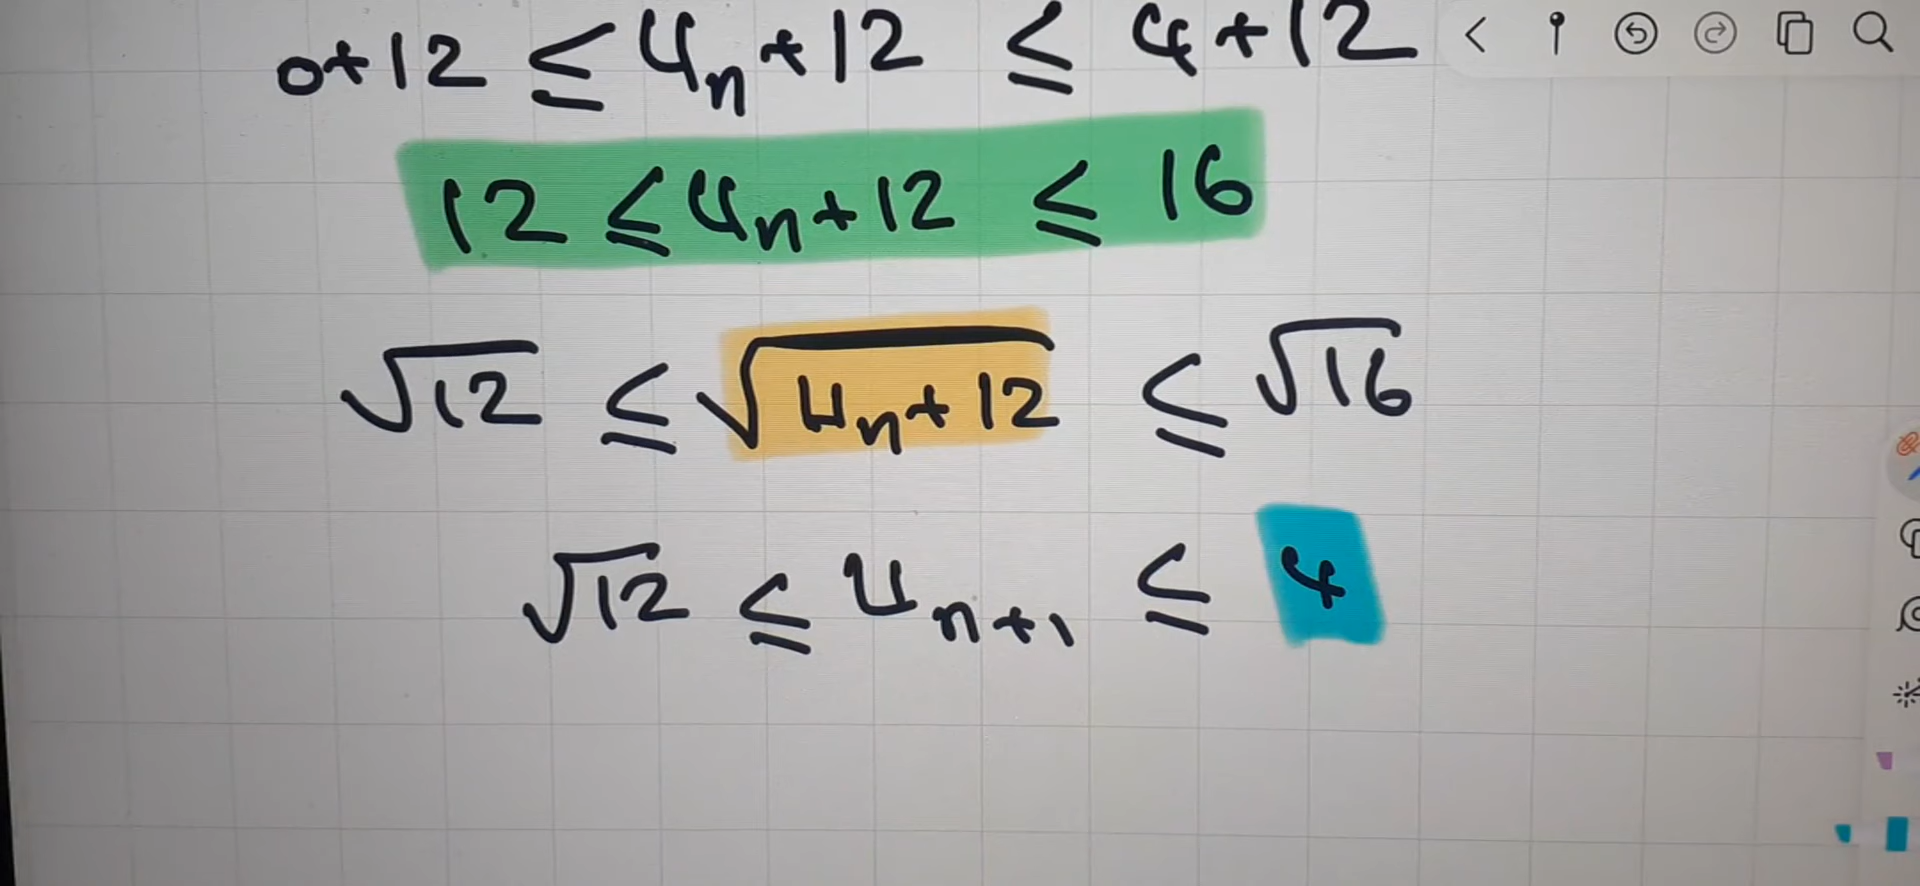 0+12 ≤ Un+12 ≤ 4+12
12 ≤ Un+12 ≤ 16
√12 ≤ √Un+12 ≤ √16
√12 ≤ Un+1 ≤ 4